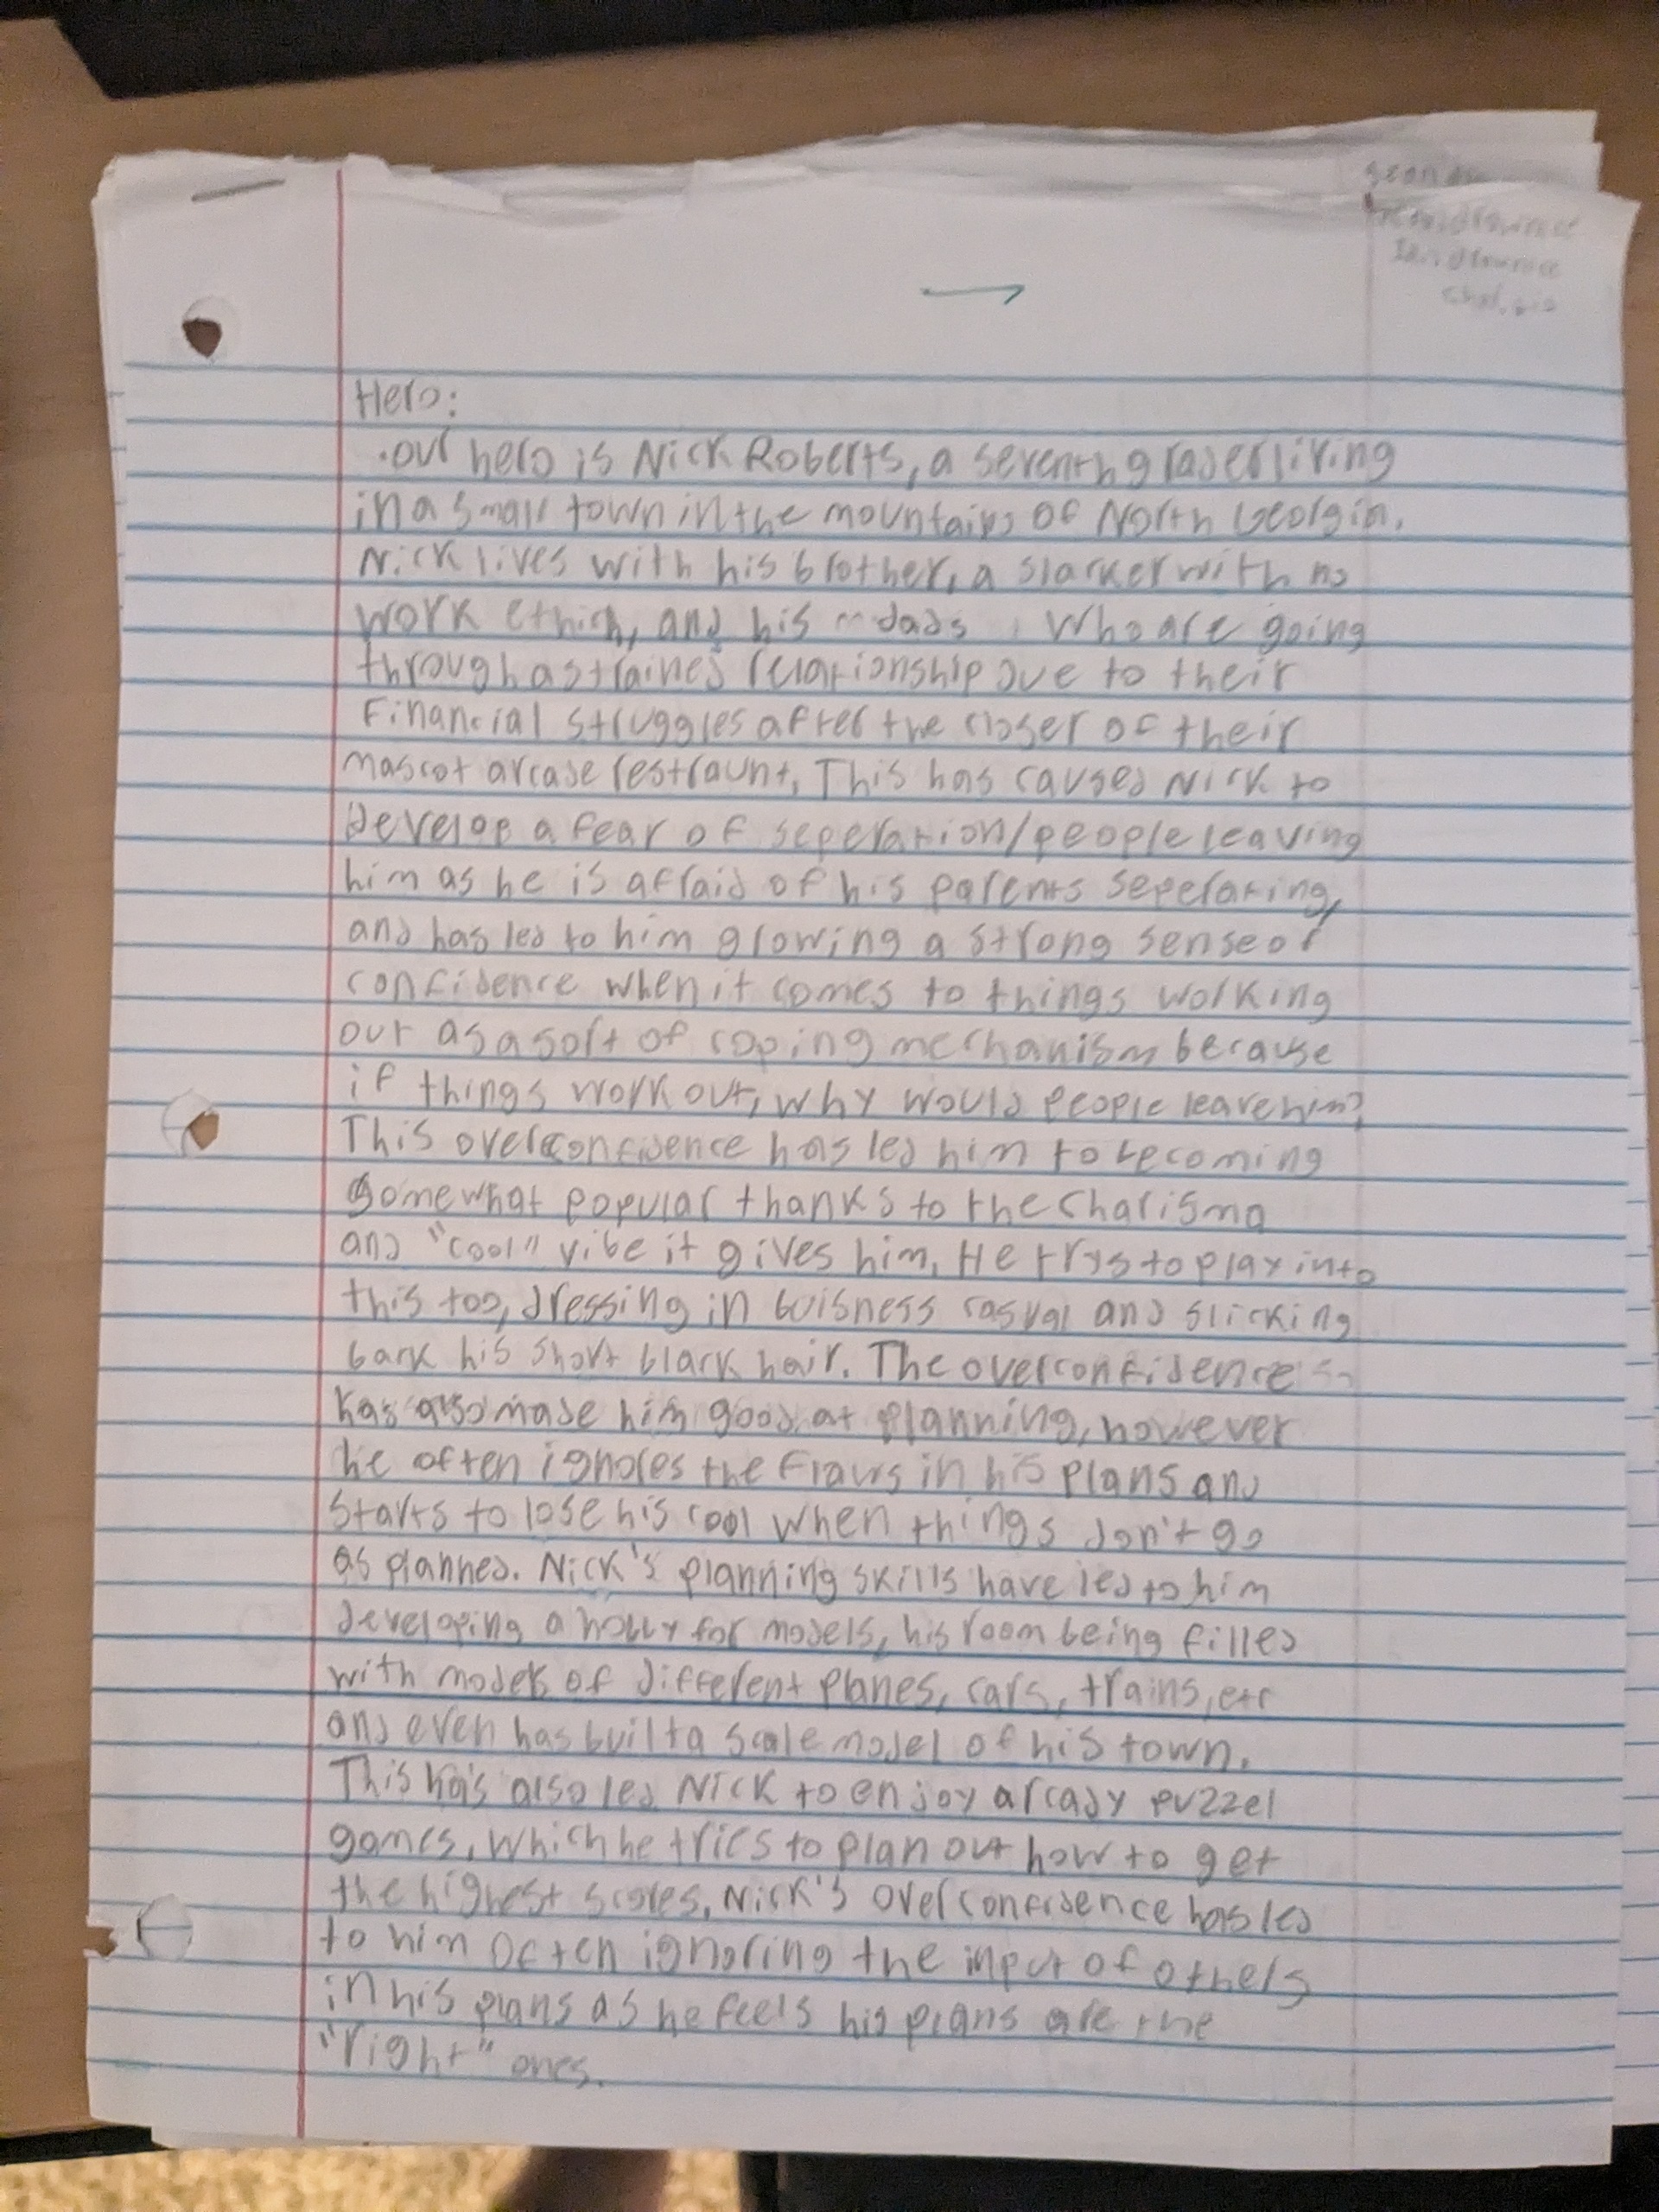 Hero:
·our hero is Nick Roberts, a seventh grader living
in a small town in the mountains of North Georgia.
Nick lives with his brother, a slacker with no
work ethich, and his dads, who are going
through a strained relationship due to their
Financial struggles after the closer of their
mascot arcade restraunt. This has caused Nick to
Develop a fear of seperation/people leaving
him as he is afraid of his parents seperating,
and has led to him growing a strong sense of
confidence when it comes to things working
out as a sort of coping mechanism because
if things work out, why would people leave him?
This overconfidence has led him to becoming
somewhat popular thanks to the charisma
and "cool" vibe it gives him. He trys to play into
this too, dressing in buisness casual and slicking
back his short black hair. The overconfidence
has also made him good at planning, however
he often ignores the flaws in his plans and
starts to lose his cool when things don't go
as planned. Nick's planning skills have led to him
developing a hobby for models, his room being filled
with models of different planes, cars, trains, etc
and even has built a scale model of his town.
This has also led Nick to enjoy arcady puzzel
games, which he tries to plan out how to get
the highest scores. Nick's overconfidence has led
to him often ignoring the input of others
in his plans as he feels his plans are the
"right" ones.